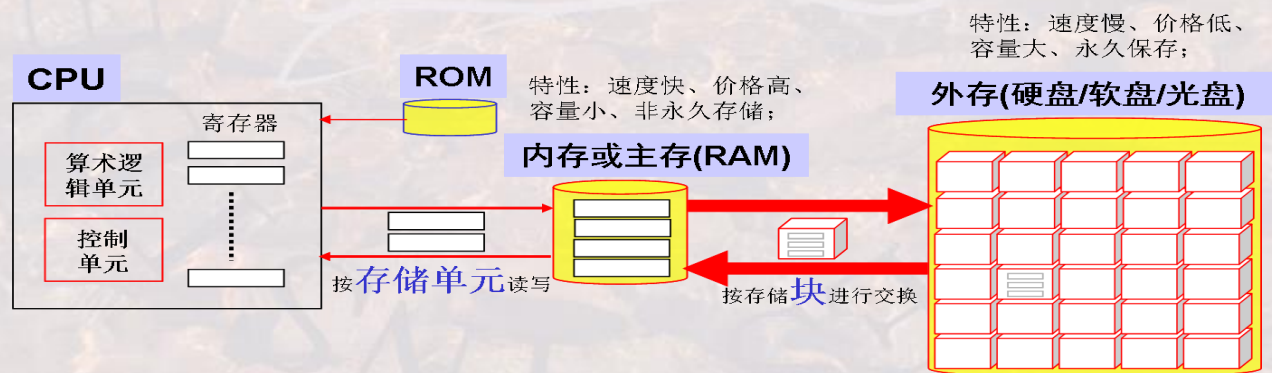 特性：速度慢、价格低、
容量大、永久保存；
CPU
ROM
特性：速度快、价格高、
容量小、非永久存储；
外存(硬盘/软盘/光盘)
寄存器
内存或主存(RAM)
算术逻
辑单元
控制
单元
按存储单元读写
按存储块进行交换